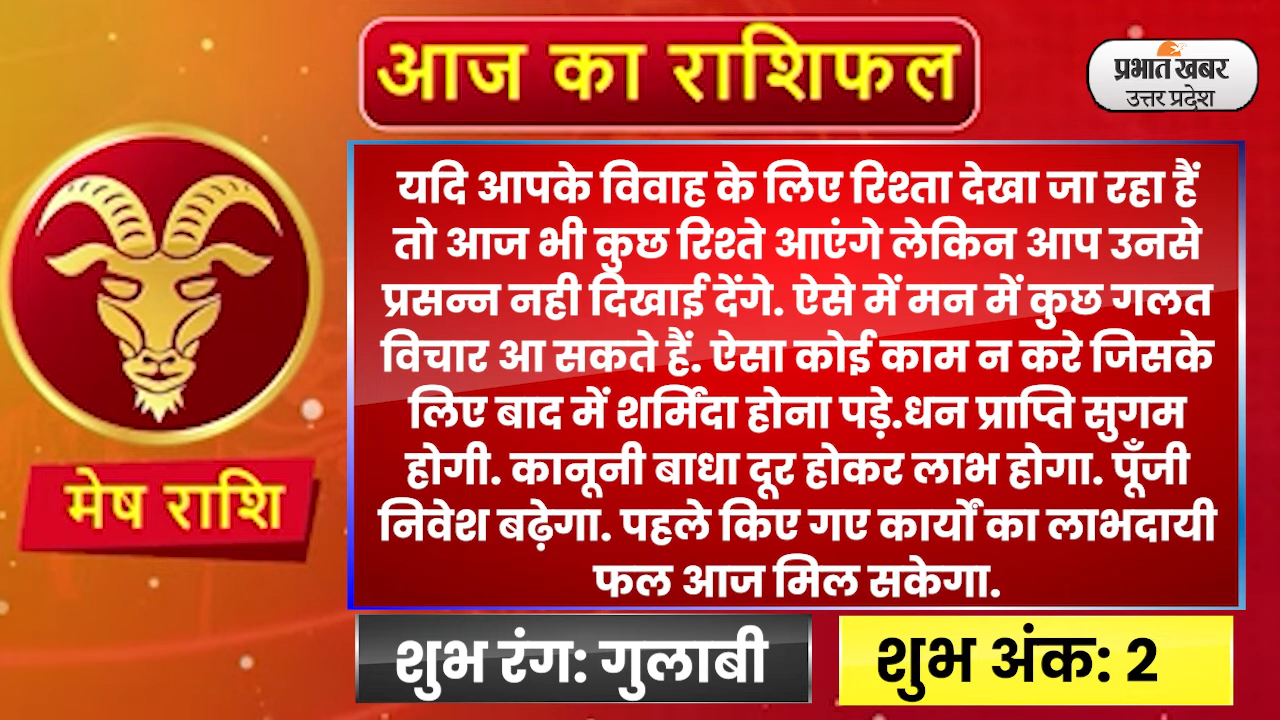 आज का राशिफल
प्रभात खबर
उत्तर प्रदेश
यदि आपके विवाह के लिए रिश्ता देखा जा रहा हैं
तो आज भी कुछ रिश्ते आएंगे लेकिन आप उनसे
प्रसन्न नही दिखाई देंगे. ऐसे में मन में कुछ गलत
विचार आ सकते हैं. ऐसा कोई काम न करे जिसके
लिए बाद में शर्मिंदा होना पड़े.धन प्राप्ति सुगम
होगी. कानूनी बाधा दूर होकर लाभ होगा. पूँजी
निवेश बढ़ेगा. पहले किए गए कार्यों का लाभदायी
फल आज मिल सकेगा.
मेष राशि
शुभ रंग: गुलाबी
शुभ अंक: 2